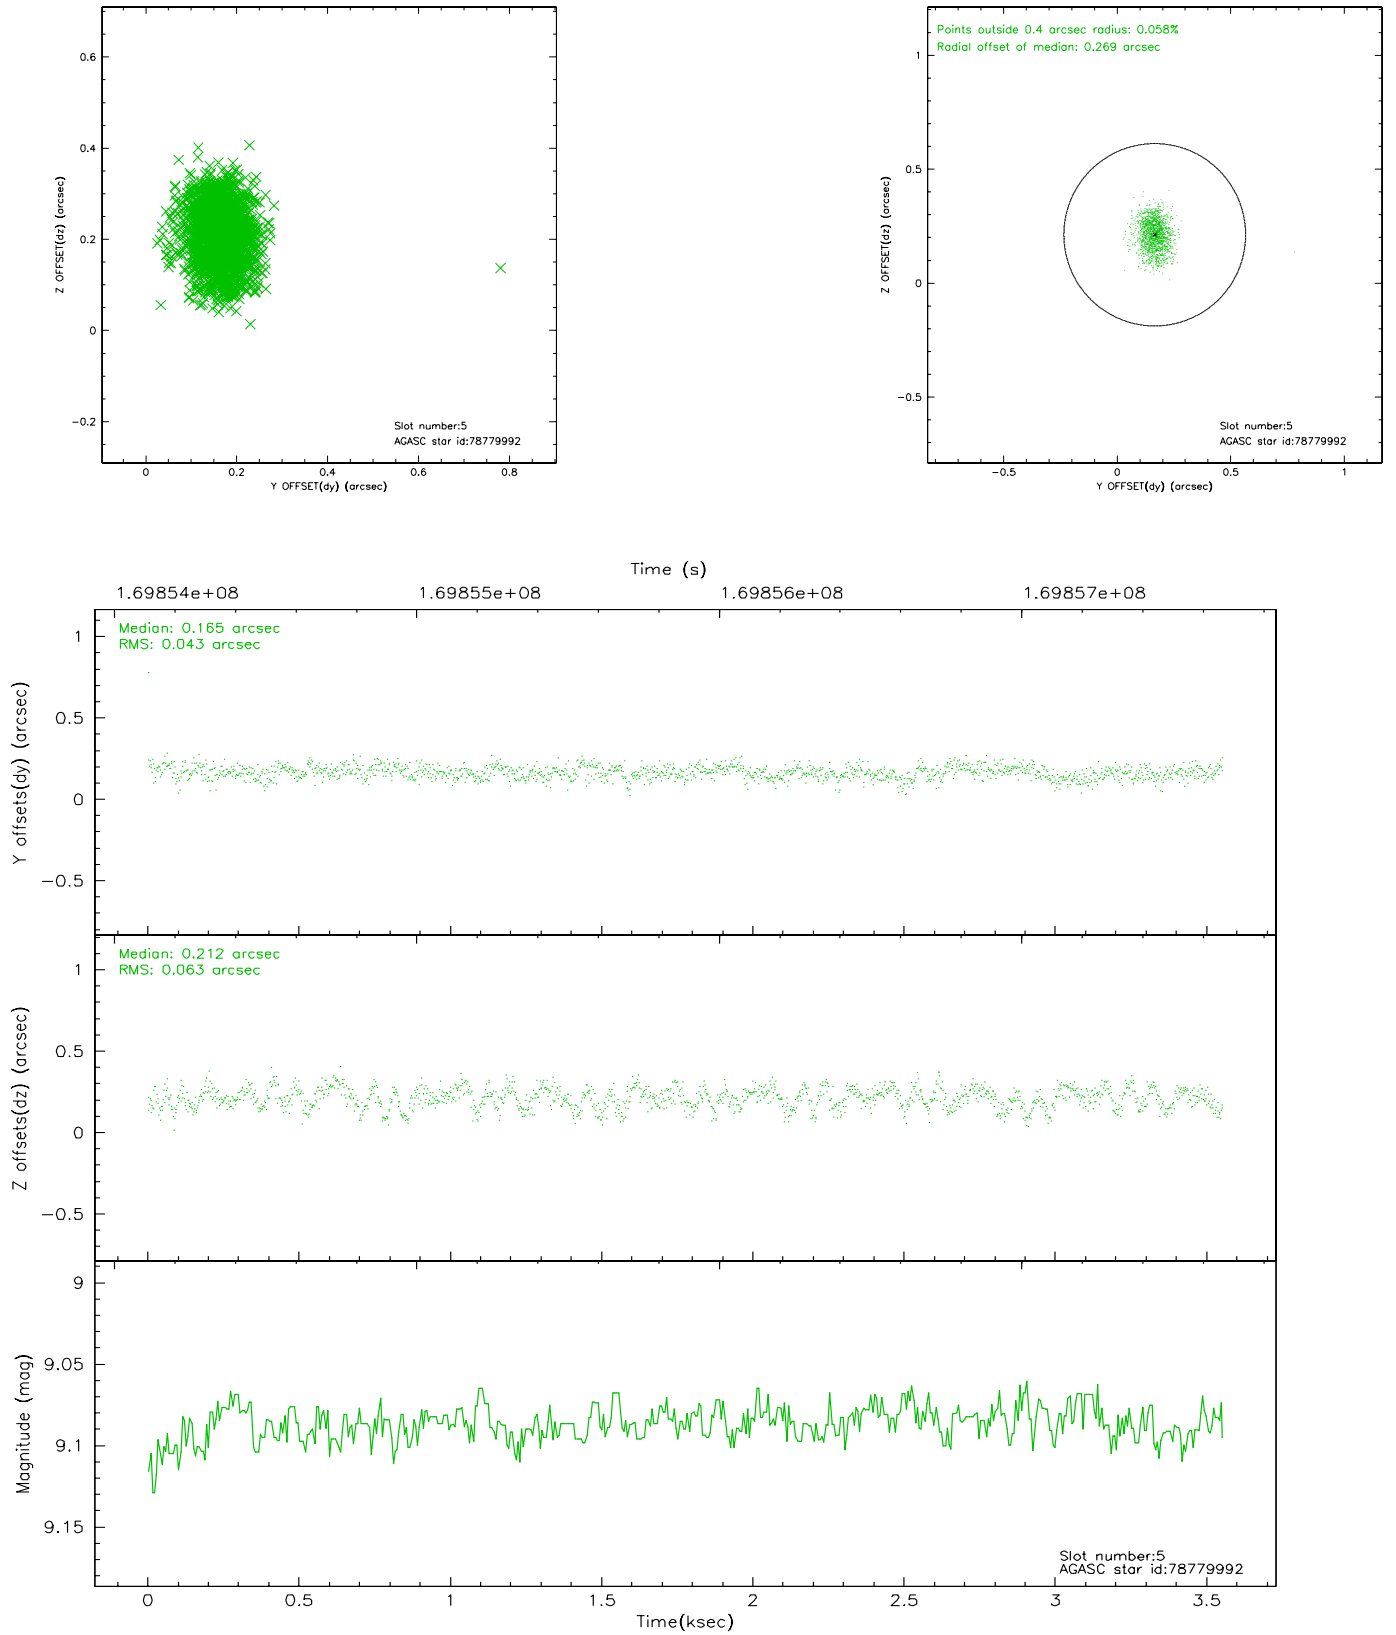 0.6
0.4
0.2
0
−0.2
Z OFFSET(dz) (arcsec)
Slot number:5
AGASC star id:78779992
0 0.2 0.4 0.6 0.8
Y OFFSET(dy) (arcsec)
Points outside 0.4 arcsec radius: 0.058%
Radial offset of median: 0.269 arcsec
1
0.5
0
−0.5
Z OFFSET(dz) (arcsec)
Slot number:5
AGASC star id:78779992
−0.5 0 0.5 1
Y OFFSET(dy) (arcsec)
Time (s)
1.69854e+08 1.69855e+08 1.69856e+08 1.69857e+08
Median: 0.165 arcsec
RMS: 0.043 arcsec
1
0.5
0
−0.5
Y offsets(dy) (arcsec)
Median: 0.212 arcsec
RMS: 0.063 arcsec
1
0.5
0
−0.5
Z offsets(dz) (arcsec)
9
9.05
9.1
9.15
Magnitude (mag)
Slot number:5
AGASC star id:78779992
0 0.5 1 1.5 2 2.5 3 3.5
Time(ksec)